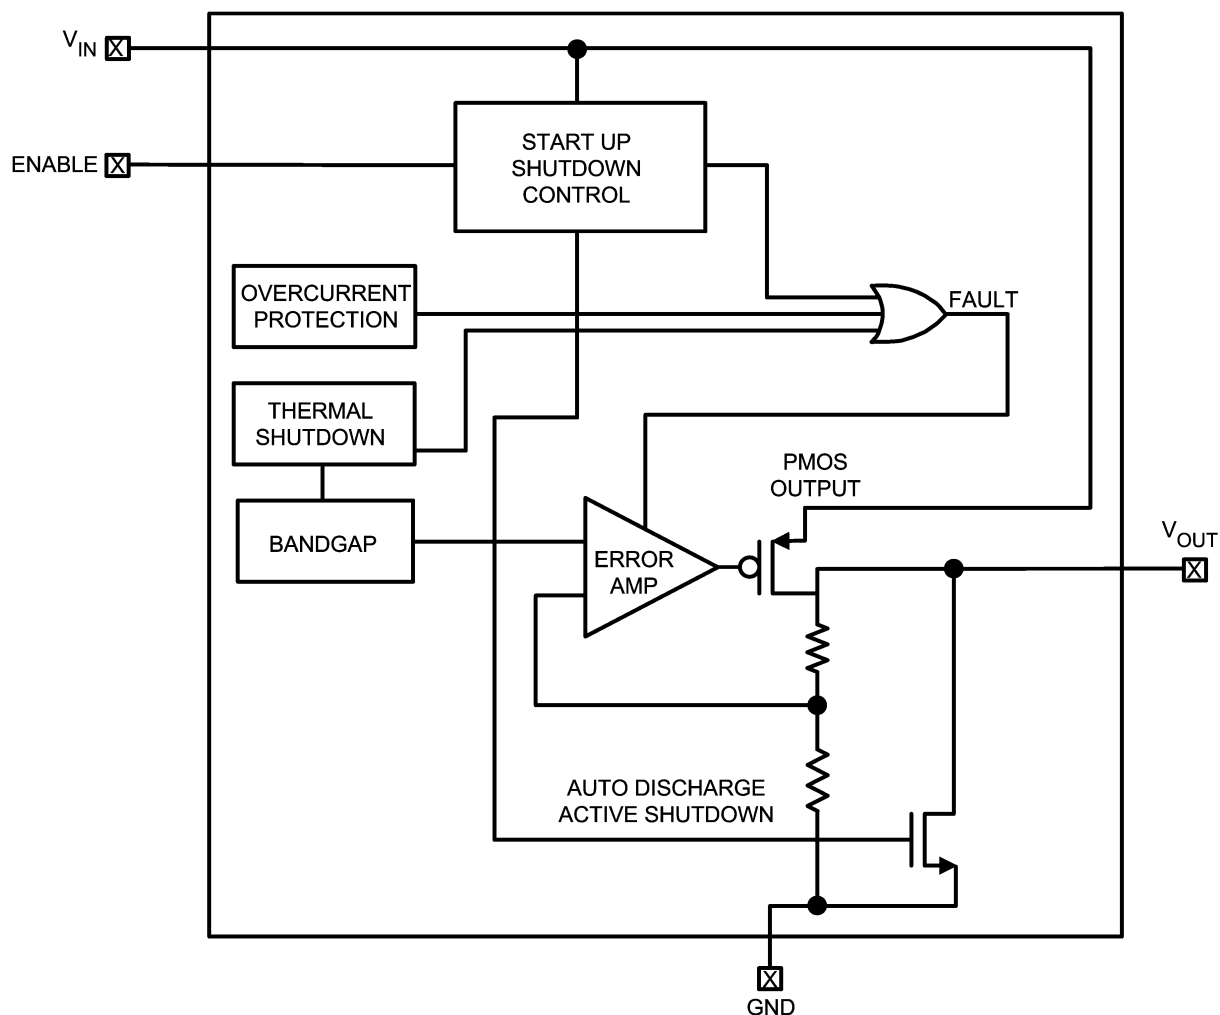 VIN
ENABLE
START UP
SHUTDOWN
CONTROL
OVERCURRENT
PROTECTION
FAULT
THERMAL
SHUTDOWN
PMOS
OUTPUT
BANDGAP
ERROR
AMP
VOUT
AUTO DISCHARGE
ACTIVE SHUTDOWN
GND